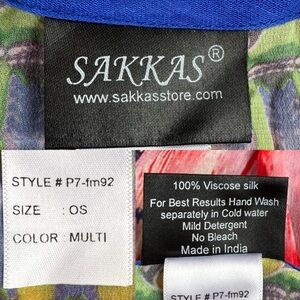 SAKKAS®
www.sakkasstore.com
STYLE # P7-fm92
SIZE : OS
COLOR : MULTI
100% Viscose silk
For Best Results Hand Wash
separately in Cold water
Mild Detergent
No Bleach
Made in India
STYLE # P7-fm92